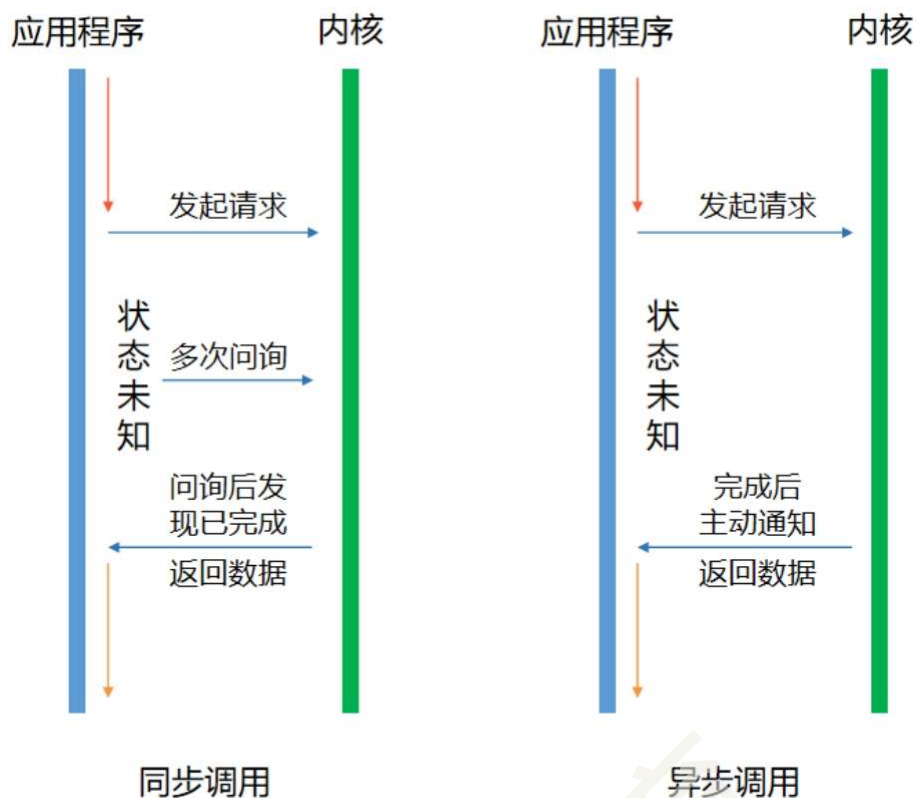 应用程序
内核
发起请求
状态未知
多次问询
问询后发
现已完成
返回数据
同步调用
应用程序
内核
发起请求
状态未知
完成后
主动通知
返回数据
异步调用